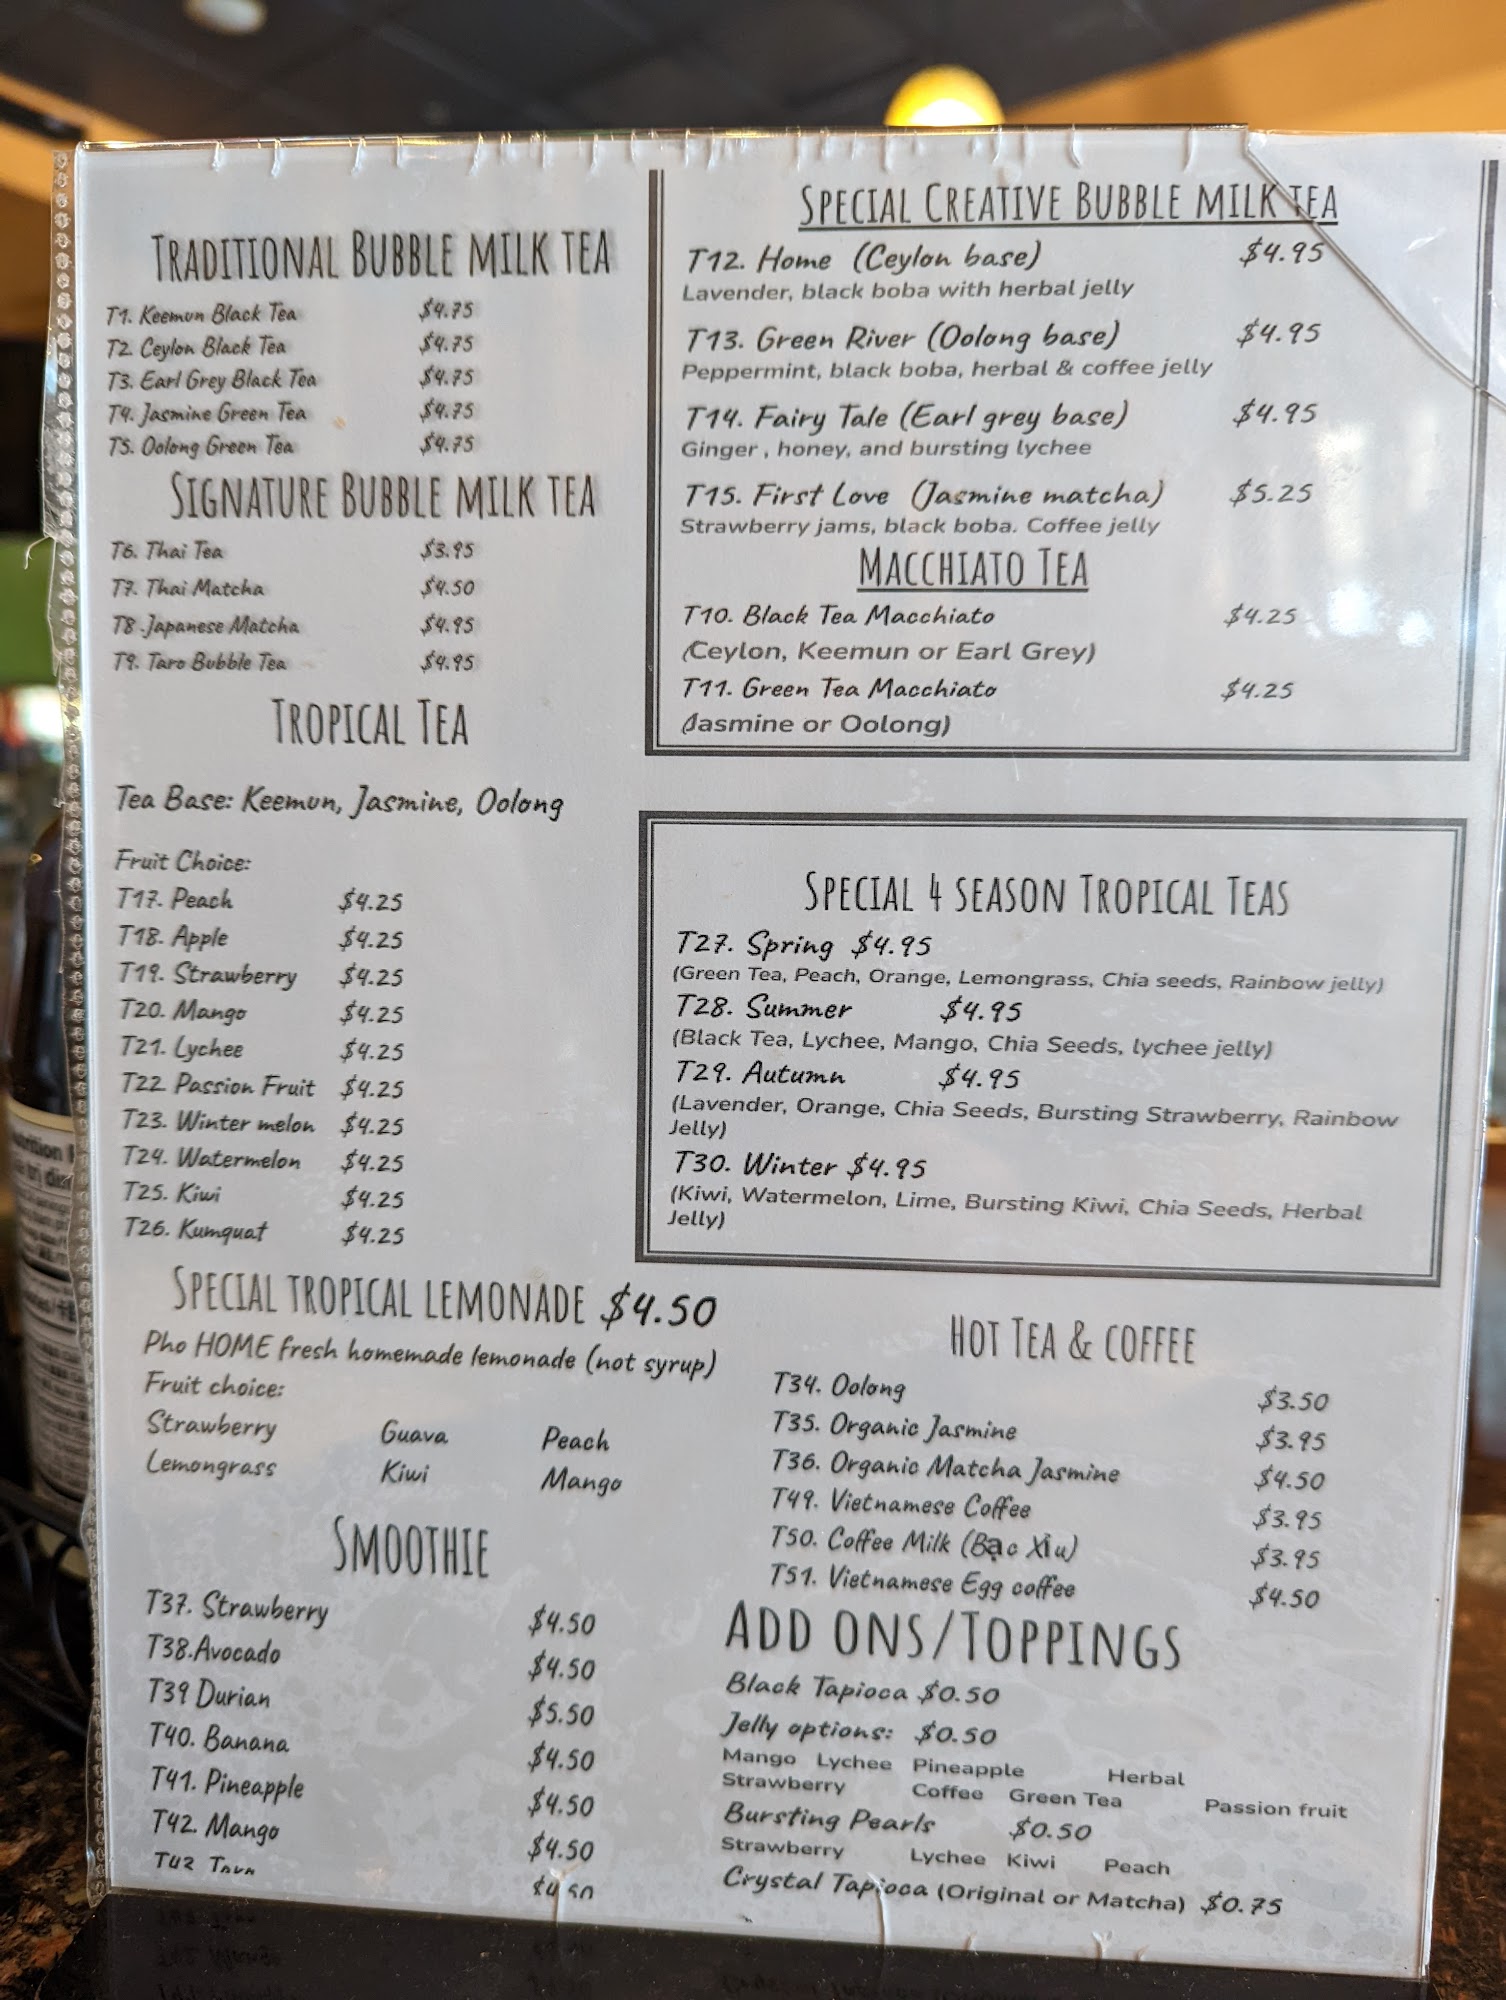 TRADITIONAL BUBBLE MILK TEA
T1. Keemun Black Tea $4.75
T2. Ceylon Black Tea $4.75
T3. Earl Grey Black Tea $4.75
T4. Jasmine Green Tea $4.75
T5. Oolong Green Tea $4.75
SIGNATURE BUBBLE MILK TEA
T6. Thai Tea $3.95
T7. Thai Matcha $4.50
T8.Japanese Matcha $4.95
T9. Taro Bubble Tea $4.95
TROPICAL TEA
Tea Base: Keemun, Jasmine, Oolong
Fruit Choice:
T17. Peach $4.25
T18. Apple $4.25
T19. Strawberry $4.25
T20. Mango $4.25
T21. Lychee $4.25
T22 Passion Fruit $4.25
T23. Winter melon $4.25
T24. Watermelon $4.25
T25. Kiwi $4.25
T26. Kumquat $4.25
SPECIAL TROPICAL LEMONADE $4.50
Pho HOME fresh homemade lemonade (not syrup)
Fruit choice:
Strawberry Guava Peach
Lemongrass Kiwi Mango
SMOOTHIE
T37. Strawberry $4.50
T38.Avocado $4.50
T39 Durian $5.50
T40. Banana $4.50
T41. Pineapple $4.50
T42. Mango $4.50
T43 Taro $4.50
SPECIAL CREATIVE BUBBLE MILK TEA
T12. Home (Ceylon base) $4.95
Lavender, black boba with herbal jelly
T13. Green River (Oolong base) $4.95
Peppermint, black boba, herbal & coffee jelly
T14. Fairy Tale (Earl grey base) $4.95
Ginger , honey, and bursting lychee
T15. First Love (Jasmine matcha) $5.25
Strawberry jams, black boba. Coffee jelly
MACCHIATO TEA
T10. Black Tea Macchiato $4.25
(Ceylon, Keemun or Earl Grey)
T11. Green Tea Macchiato $4.25
(Jasmine or Oolong)
SPECIAL 4 SEASON TROPICAL TEAS
T27. Spring $4.95
(Green Tea, Peach, Orange, Lemongrass, Chia seeds, Rainbow jelly)
T28. Summer $4.95
(Black Tea, Lychee, Mango, Chia Seeds, lychee jelly)
T29. Autumn $4.95
(Lavender, Orange, Chia Seeds, Bursting Strawberry, Rainbow
Jelly)
T30. Winter $4.95
(Kiwi, Watermelon, Lime, Bursting Kiwi, Chia Seeds, Herbal
Jelly)
HOT TEA & COFFEE
T34. Oolong $3.50
T35. Organic Jasmine $3.95
T36. Organic Matcha Jasmine $4.50
T49. Vietnamese Coffee $3.95
T50. Coffee Milk (Bạc Xỉu) $3.95
T51. Vietnamese Egg coffee $4.50
ADD ONS/TOPPINGS
Black Tapioca $0.50
Jelly options: $0.50
Mango Lychee Pineapple Herbal
Strawberry Coffee Green Tea Passion fruit
Bursting Pearls $0.50
Strawberry Lychee Kiwi Peach
Crystal Tapioca (Original or Matcha) $0.75